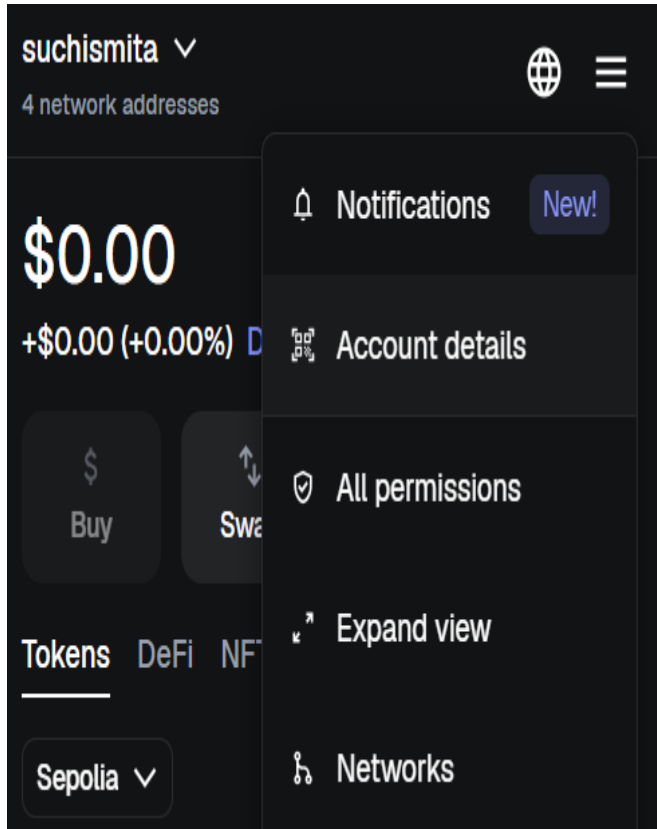 suchismita
4 network addresses
$0.00
+$0.00 (+0.00%)
$
Buy
Tokens DeFi
Sepolia
Notifications New!
Account details
All permissions
Expand view
Networks